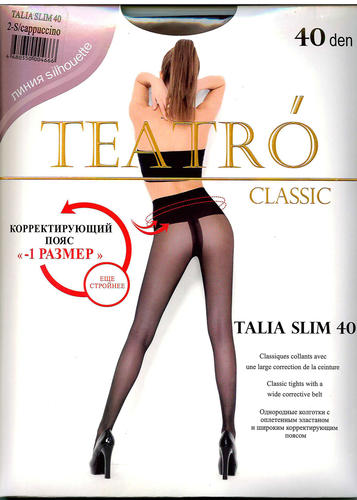 TALIA SLIM 40
2-S/cappuccino
линия silhouette
40 den
TEATRÓ
CLASSIC
КОРРЕКТИРУЮЩИЙ
ПОЯС
«-1 РАЗМЕР»
ЕЩЕ
СТРОЙНЕЕ
TALIA SLIM 40
Classiques collants avec
une large correction de la ceinture
Classic tights with a
wide corrective belt
Однородные колготки с
оплетенным эластаном
и широким корректирующим
поясом